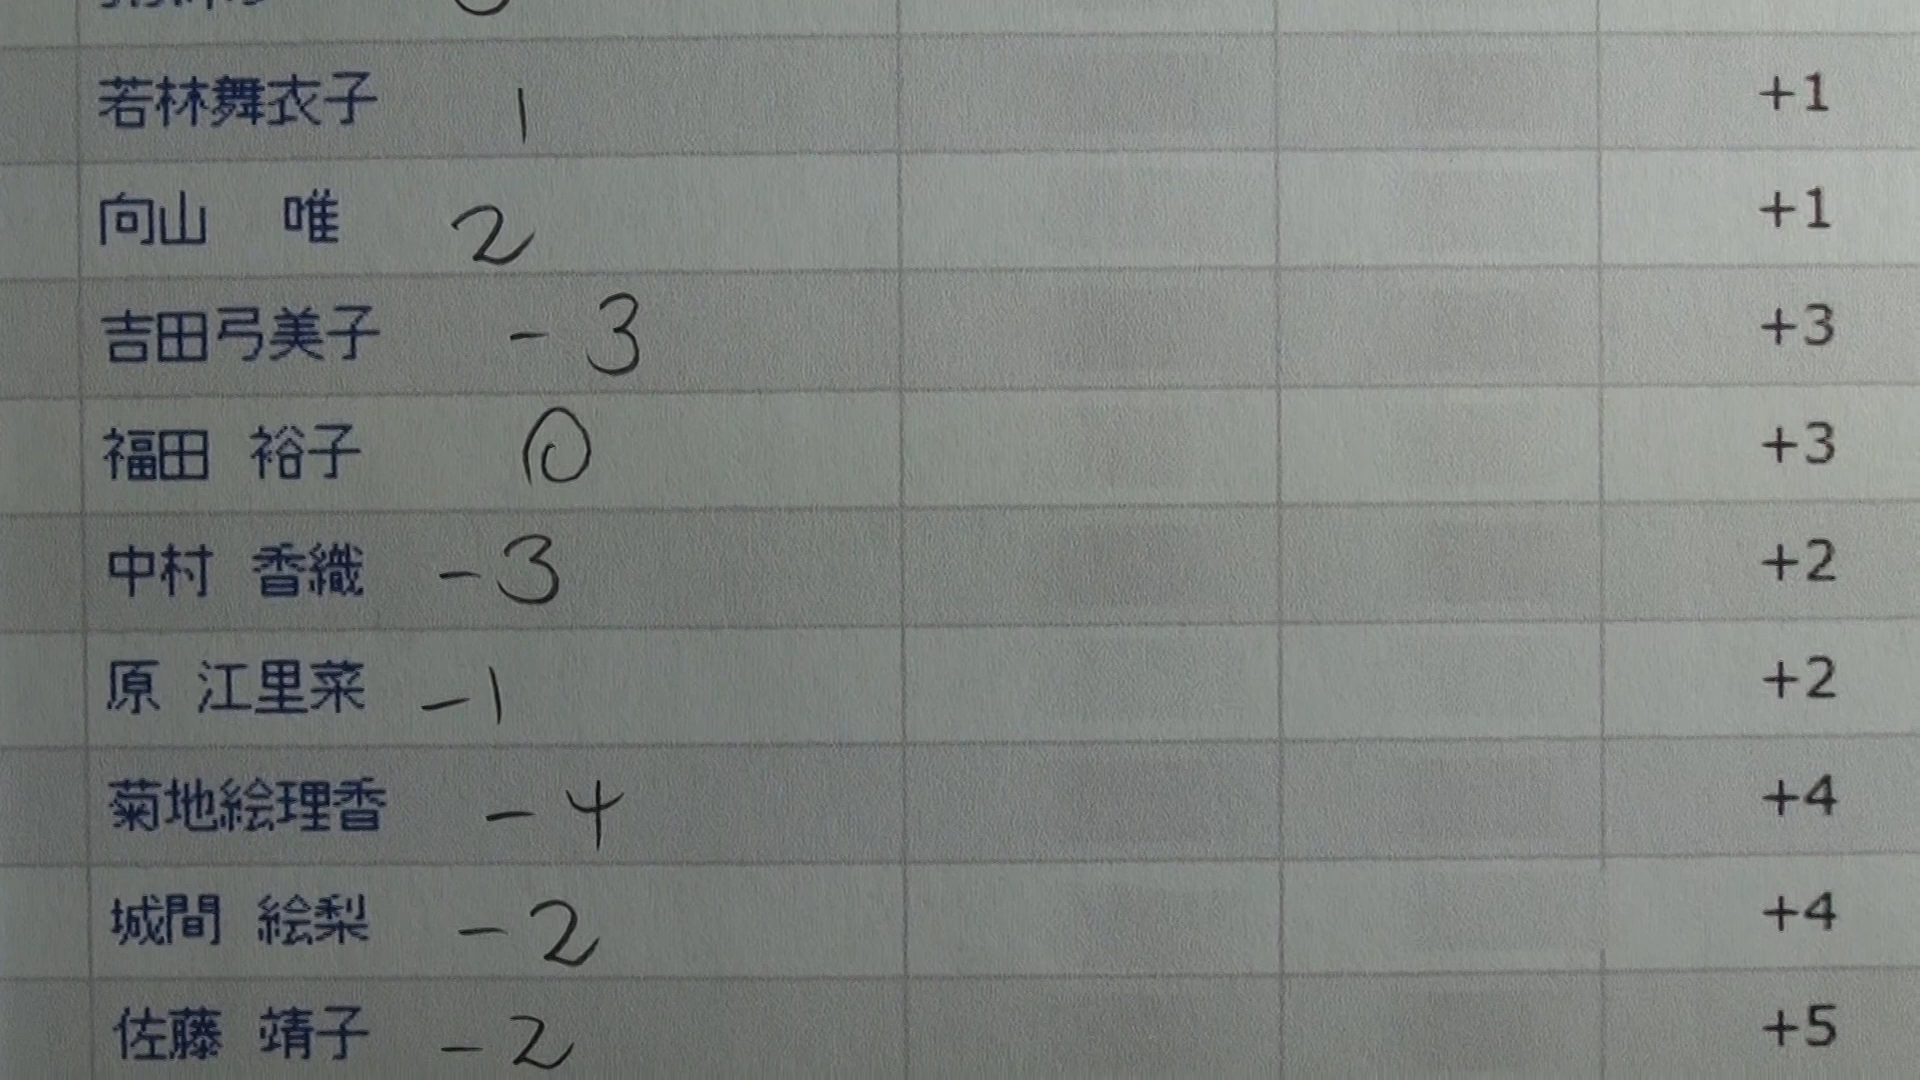 若林舞衣子 1 +1
向山 唯 2 +1
吉田弓美子 -3 +3
福田 裕子 0 +3
中村 香織 -3 +2
原 江里菜 -1 +2
菊地絵理香 -4 +4
城間 絵梨 -2 +4
佐藤 靖子 -2 +5